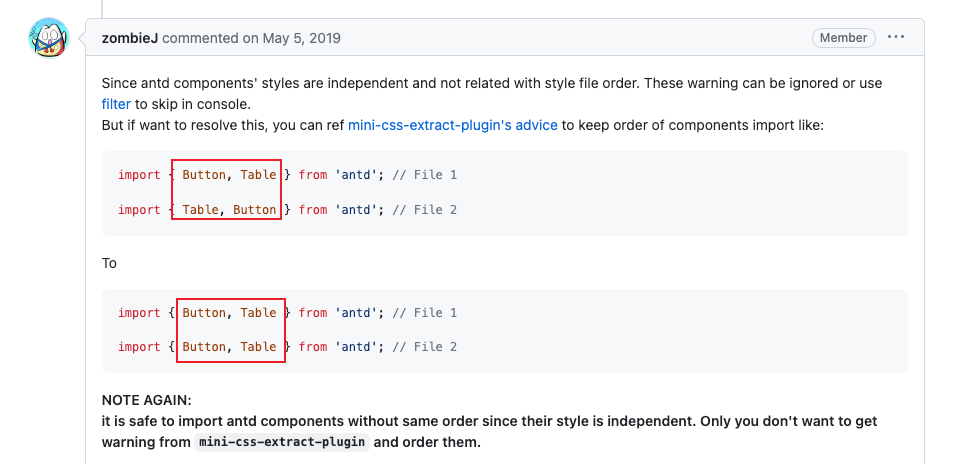 zombieJ commented on May 5, 2019
Member
Since antd components' styles are independent and not related with style file order. These warning can be ignored or use
filter to skip in console.
But if want to resolve this, you can ref mini-css-extract-plugin's advice to keep order of components import like:
import { Button, Table } from 'antd'; // File 1
import { Table, Button } from 'antd'; // File 2
To
import { Button, Table } from 'antd'; // File 1
import { Button, Table } from 'antd'; // File 2
NOTE AGAIN:
it is safe to import antd components without same order since their style is independent. Only you don't want to get
warning from mini-css-extract-plugin and order them.